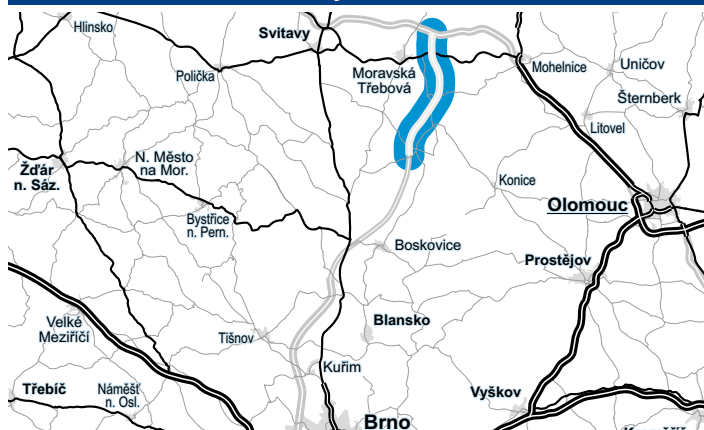 Hlinsko
Svitavy
Moravská
Třebová
Mohelnice
Uničov
Polička
Šternberk
Litovel
Žďár
n. Sáz.
N. Město
na Mor.
Konice
Olomouc
Bystřice
n. Pern.
Boskovice
Prostějov
Velké
Meziříčí
Tišnov
Blansko
Kuřim
Třebíč
Náměšť
n. Osl.
Vyškov
Brno